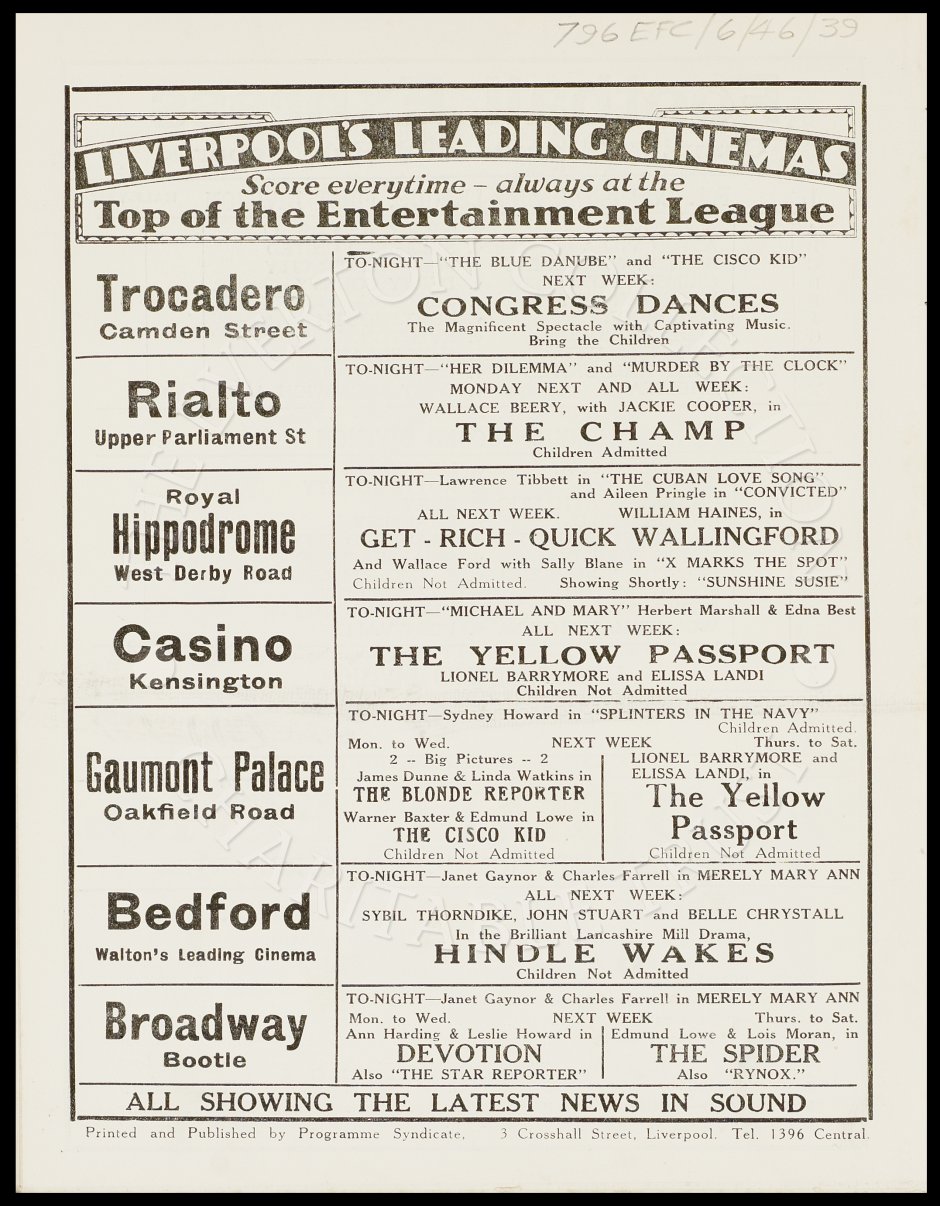 796 EFC/6/46/39
LIVERPOOL'S LEADING CINEMAS
Score everytime – always at the
Top of the Entertainment League
Trocadero
Camden Street
TO-NIGHT—"THE BLUE DANUBE" and "THE CISCO KID"
NEXT WEEK:
CONGRESS DANCES
The Magnificent Spectacle with Captivating Music.
Bring the Children
Rialto
Upper Parliament St
TO-NIGHT—"HER DILEMMA" and "MURDER BY THE CLOCK"
MONDAY NEXT AND ALL WEEK:
WALLACE BEERY, with JACKIE COOPER, in
THE CHAMP
Children Admitted
Royal
Hippodrome
West Derby Road
TO-NIGHT—Lawrence Tibbett in "THE CUBAN LOVE SONG"
and Aileen Pringle in "CONVICTED"
ALL NEXT WEEK. WILLIAM HAINES, in
GET - RICH - QUICK WALLINGFORD
And Wallace Ford with Sally Blane in "X MARKS THE SPOT"
Children Not Admitted. Showing Shortly: "SUNSHINE SUSIE"
Casino
Kensington
TO-NIGHT—"MICHAEL AND MARY" Herbert Marshall & Edna Best
ALL NEXT WEEK:
THE YELLOW PASSPORT
LIONEL BARRYMORE and ELISSA LANDI
Children Not Admitted
Gaumont Palace
Oakfield Road
TO-NIGHT—Sydney Howard in "SPLINTERS IN THE NAVY"
Children Admitted.
Mon. to Wed. NEXT WEEK Thurs. to Sat.
2 -- Big Pictures -- 2
James Dunne & Linda Watkins in
THE BLONDE REPORTER
Warner Baxter & Edmund Lowe in
THE CISCO KID
Children Not Admitted
LIONEL BARRYMORE and
ELISSA LANDI, in
The Yellow
Passport
Children Not Admitted
Bedford
Walton's Leading Cinema
TO-NIGHT—Janet Gaynor & Charles Farrell in MERELY MARY ANN
ALL NEXT WEEK:
SYBIL THORNDIKE, JOHN STUART and BELLE CHRYSTALL
In the Brilliant Lancashire Mill Drama,
HINDLE WAKES
Children Not Admitted
Broadway
Bootle
TO-NIGHT—Janet Gaynor & Charles Farrell in MERELY MARY ANN
Mon. to Wed. NEXT WEEK Thurs. to Sat.
Ann Harding & Leslie Howard in
DEVOTION
Also "THE STAR REPORTER"
Edmund Lowe & Lois Moran, in
THE SPIDER
Also "RYNOX."
ALL SHOWING THE LATEST NEWS IN SOUND
Printed and Published by Programme Syndicate, 3 Crosshall Street, Liverpool. Tel. 1396 Central.
THE EVERTON COLLECTION
CHARITABLE TRUST